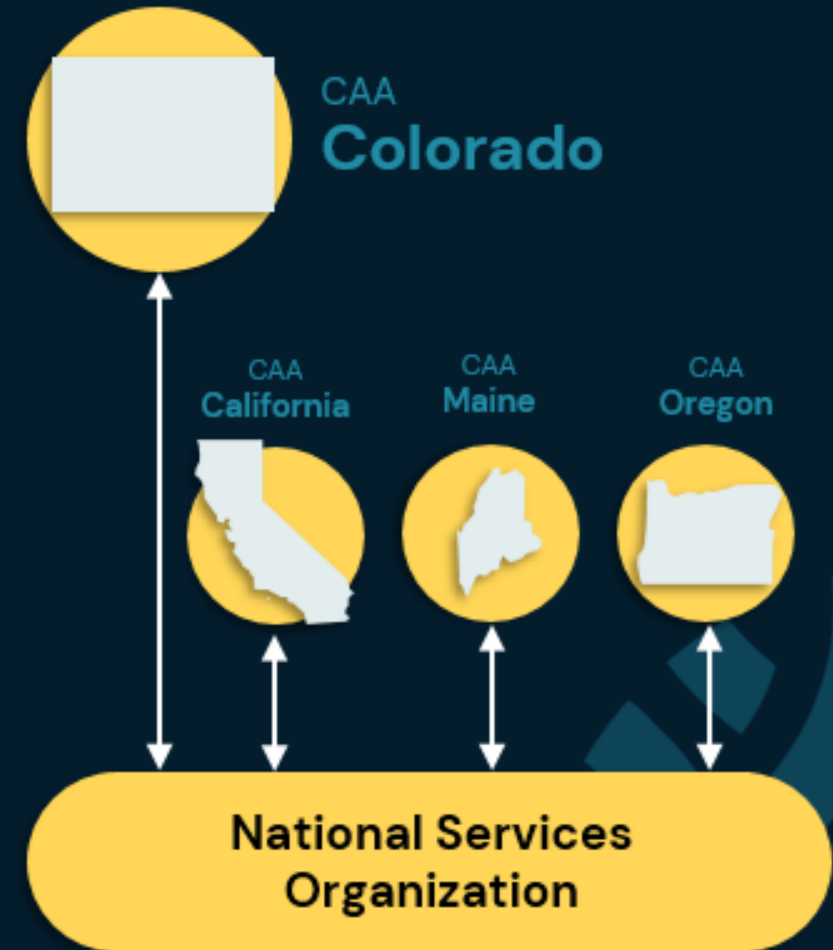 CAA
Colorado
CAA
California
CAA
Maine
CAA
Oregon
National Services
Organization